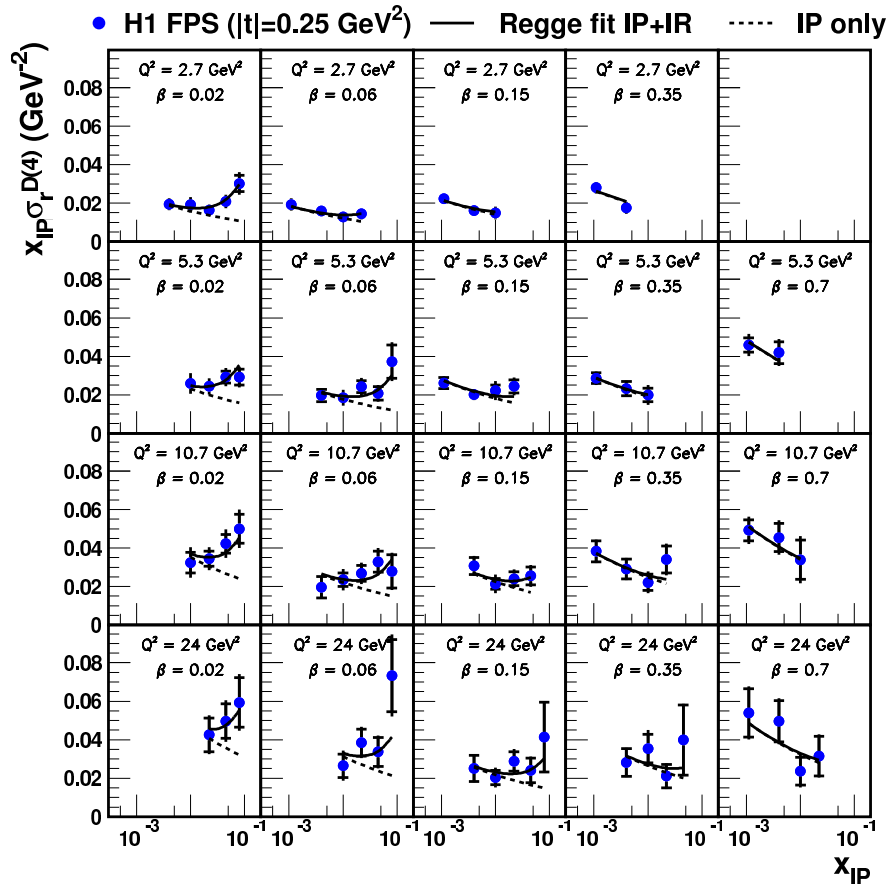 H1 FPS (|t|=0.25 GeV²) Regge fit IP+IR IP only
x_IP σ_r^D(4) (GeV⁻²)
Q² = 2.7 GeV² Q² = 2.7 GeV² Q² = 2.7 GeV² Q² = 2.7 GeV²
β = 0.02 β = 0.06 β = 0.15 β = 0.35
0.08
0.06
0.04
0.02
0
Q² = 5.3 GeV² Q² = 5.3 GeV² Q² = 5.3 GeV² Q² = 5.3 GeV² Q² = 5.3 GeV²
β = 0.02 β = 0.06 β = 0.15 β = 0.35 β = 0.7
0.08
0.06
0.04
0.02
0
Q² = 10.7 GeV² Q² = 10.7 GeV² Q² = 10.7 GeV² Q² = 10.7 GeV² Q² = 10.7 GeV²
β = 0.02 β = 0.06 β = 0.15 β = 0.35 β = 0.7
0.08
0.06
0.04
0.02
0
Q² = 24 GeV² Q² = 24 GeV² Q² = 24 GeV² Q² = 24 GeV² Q² = 24 GeV²
β = 0.02 β = 0.06 β = 0.15 β = 0.35 β = 0.7
0.08
0.06
0.04
0.02
0
10⁻³ 10⁻¹ 10⁻³ 10⁻¹ 10⁻³ 10⁻¹ 10⁻³ 10⁻¹ 10⁻³ 10⁻¹
x_IP